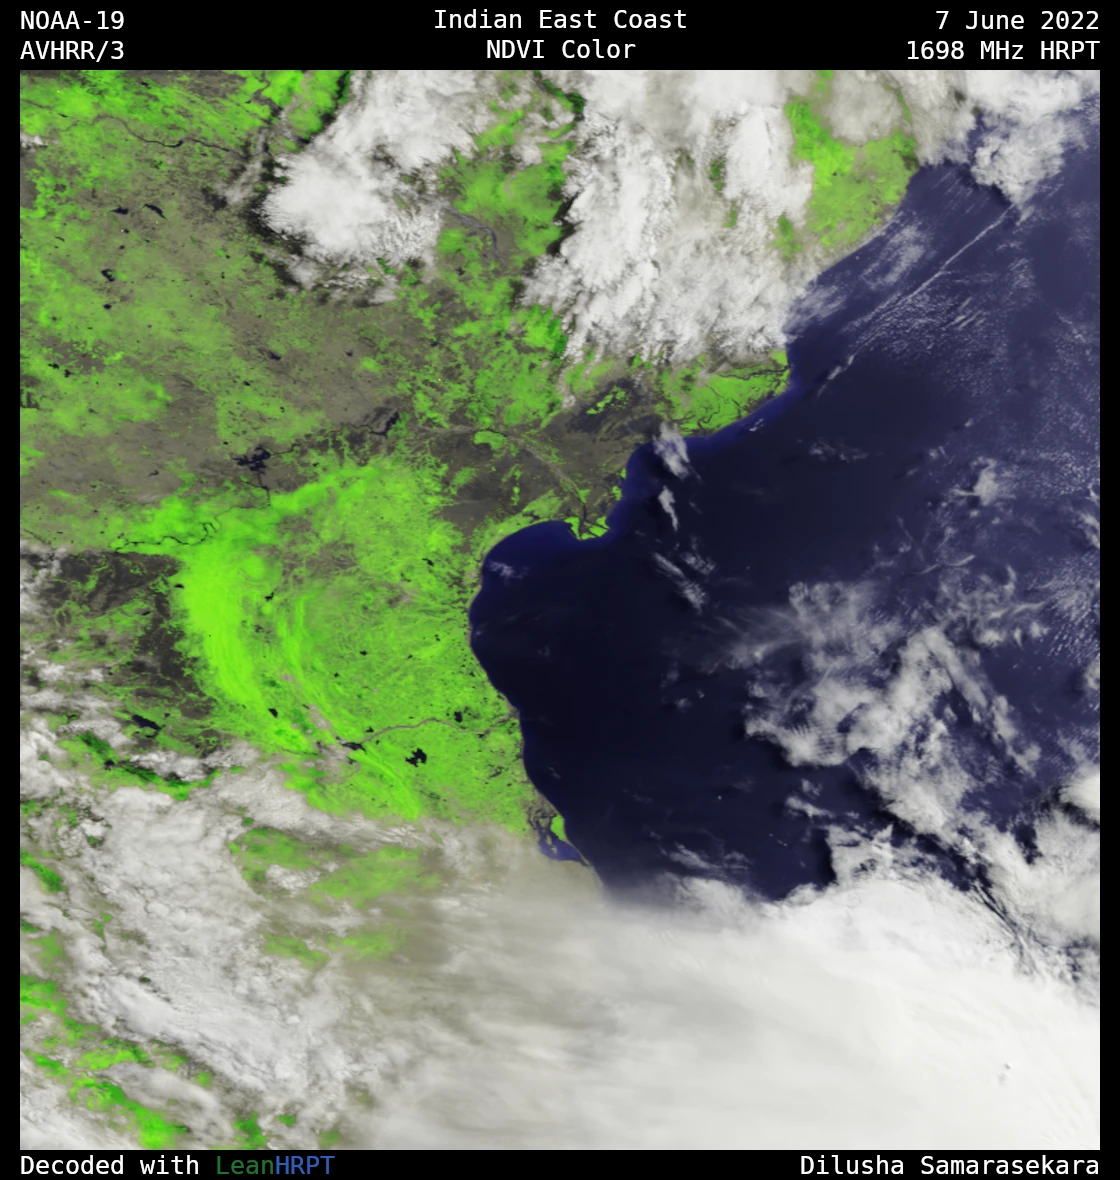 NOAA-19 Indian East Coast 7 June 2022
AVHRR/3 NDVI Color 1698 MHz HRPT
Decoded with LeanHRPT Dilusha Samarasekara